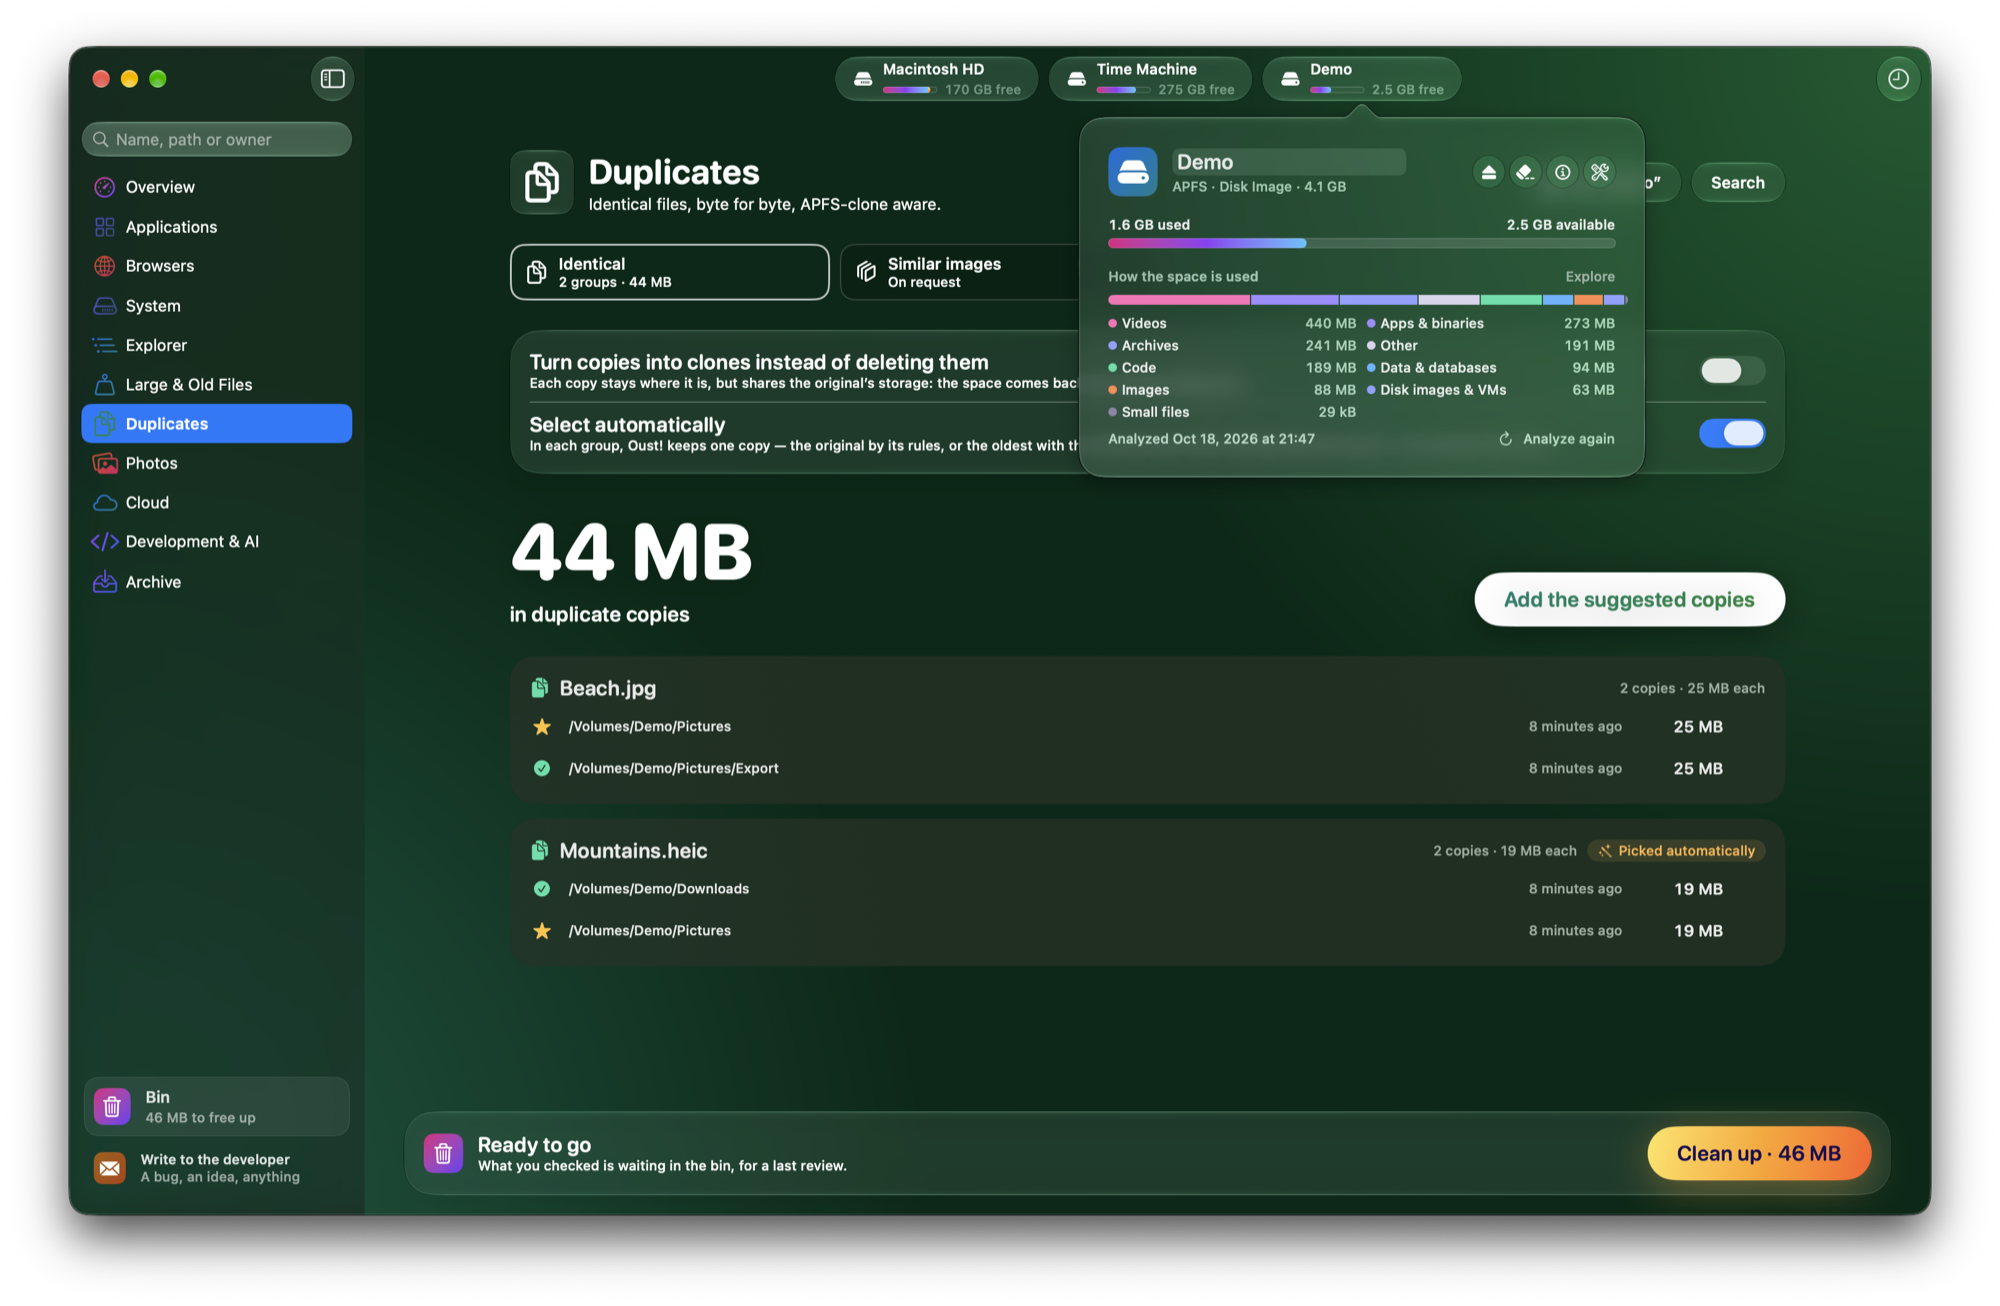 Macintosh HD
170 GB free
Time Machine
275 GB free
Demo
2.5 GB free
Name, path or owner
Overview
Applications
Browsers
System
Explorer
Large & Old Files
Duplicates
Photos
Cloud
Development & AI
Archive
Bin
46 MB to free up
Write to the developer
A bug, an idea, anything
Duplicates
Identical files, byte for byte, APFS-clone aware.
o”
Search
Identical
2 groups · 44 MB
Similar images
On request
Turn copies into clones instead of deleting them
Each copy stays where it is, but shares the original’s storage: the space comes bac
Select automatically
In each group, Oust! keeps one copy — the original by its rules, or the oldest with th
Demo
APFS · Disk Image · 4.1 GB
1.6 GB used
2.5 GB available
How the space is used
Explore
Videos 440 MB
Apps & binaries 273 MB
Archives 241 MB
Other 191 MB
Code 189 MB
Data & databases 94 MB
Images 88 MB
Disk images & VMs 63 MB
Small files 29 kB
Analyzed Oct 18, 2026 at 21:47
Analyze again
44 MB
in duplicate copies
Add the suggested copies
Beach.jpg
2 copies · 25 MB each
/Volumes/Demo/Pictures
8 minutes ago
25 MB
/Volumes/Demo/Pictures/Export
8 minutes ago
25 MB
Mountains.heic
2 copies · 19 MB each
Picked automatically
/Volumes/Demo/Downloads
8 minutes ago
19 MB
/Volumes/Demo/Pictures
8 minutes ago
19 MB
Ready to go
What you checked is waiting in the bin, for a last review.
Clean up · 46 MB